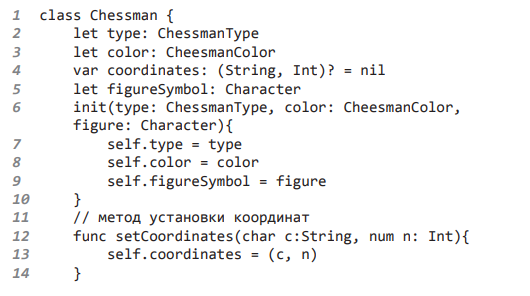 1 class Chessman {
2     let type: ChessmanType
3     let color: CheesmanColor
4     var coordinates: (String, Int)? = nil
5     let figureSymbol: Character
6     init(type: ChessmanType, color: CheesmanColor,
      figure: Character){
7         self.type = type
8         self.color = color
9         self.figureSymbol = figure
10     }
11     // метод установки координат
12     func setCoordinates(char c:String, num n: Int){
13         self.coordinates = (c, n)
14     }